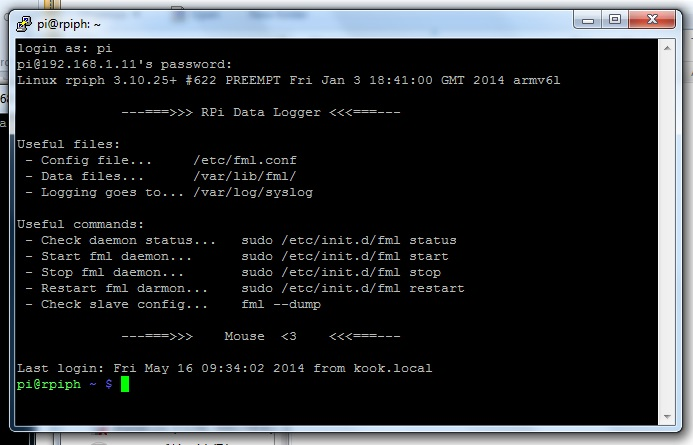 pi@rpiph: ~
login as: pi
pi@192.168.1.11's password:
Linux rpiph 3.10.25+ #622 PREEMPT Fri Jan 3 18:41:00 GMT 2014 armv6l
---===>>> RPi Data Logger <<<===---
Useful files:
- Config file... /etc/fml.conf
- Data files... /var/lib/fml/
- Logging goes to... /var/log/syslog
Useful commands:
- Check daemon status... sudo /etc/init.d/fml status
- Start fml daemon... sudo /etc/init.d/fml start
- Stop fml daemon... sudo /etc/init.d/fml stop
- Restart fml darmon... sudo /etc/init.d/fml restart
- Check slave config... fml --dump
---===>>> Mouse <3 <<<===---
Last login: Fri May 16 09:34:02 2014 from kook.local
pi@rpiph ~ $